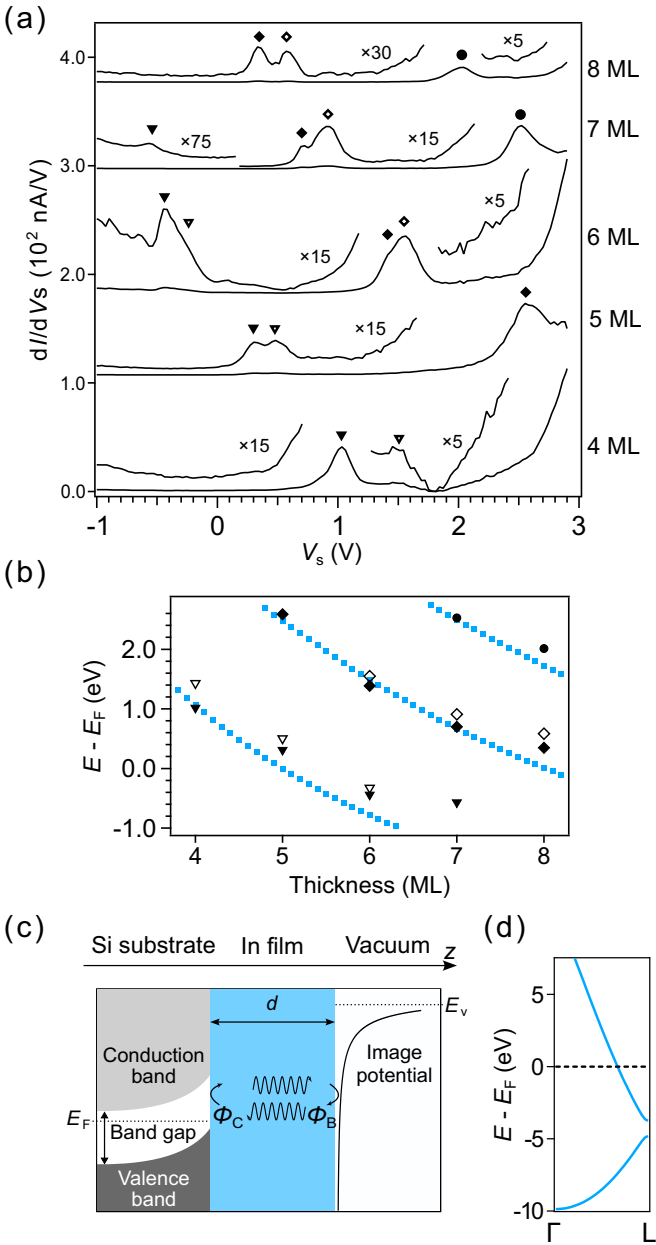 (a)
×30
×5
8 ML
4.0
7 ML
×75
×15
3.0
×5
6 ML
×15
2.0
5 ML
×15
1.0
×15
×5
4 ML
0.0
-1 0 1 2 3
Vs (V)
dI/dVs (10² nA/V)
(b)
2.0
1.0
0.0
-1.0
E - EF (eV)
4 5 6 7 8
Thickness (ML)
(c)
(d)
Si substrate In film Vacuum z
d
Ev
Conduction
band
Image
potential
ΦC ΦB
EF
Band gap
Valence
band
5
0
-5
-10
E - EF (eV)
Γ L